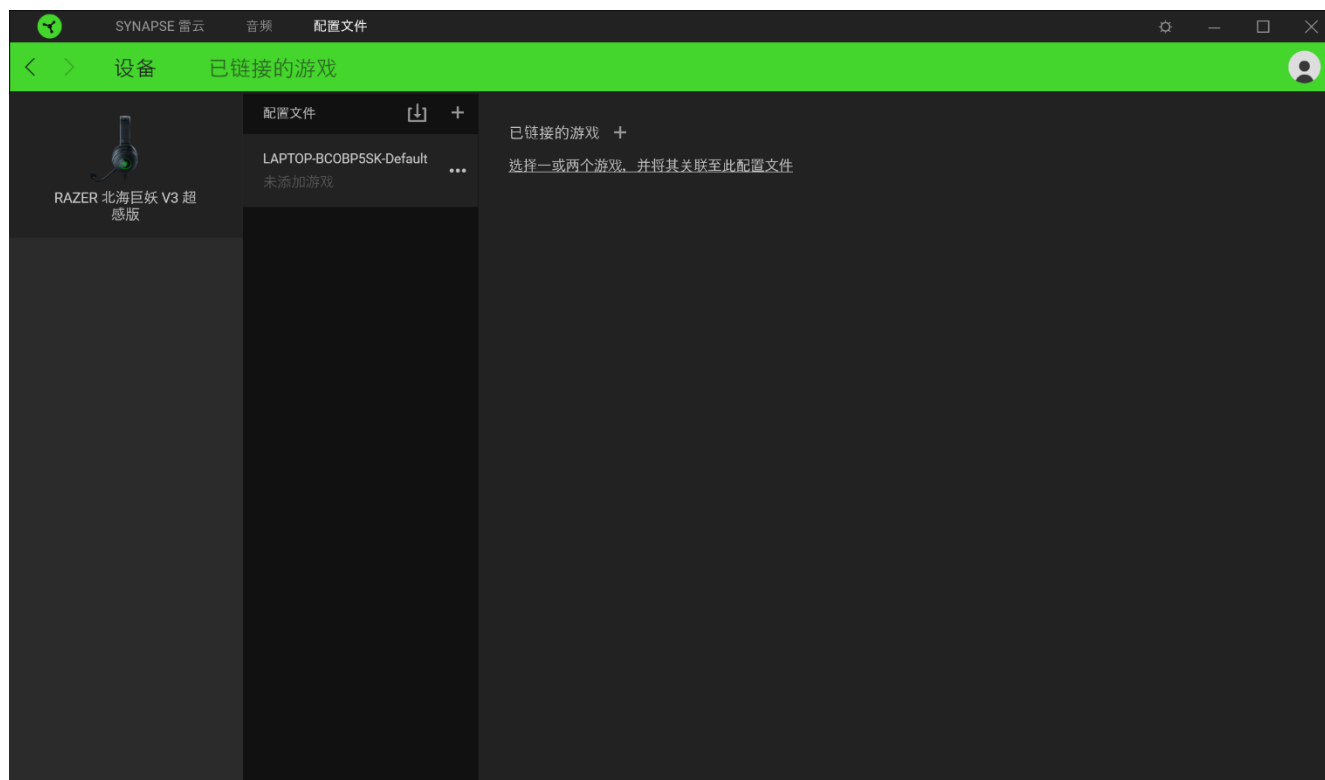 SYNAPSE 雷云 音频 配置文件
设备 已链接的游戏
RAZER 北海巨妖 V3 超
感版
配置文件
LAPTOP-BCOBP5SK-Default
未添加游戏
已链接的游戏 +
选择一或两个游戏，并将其关联至此配置文件